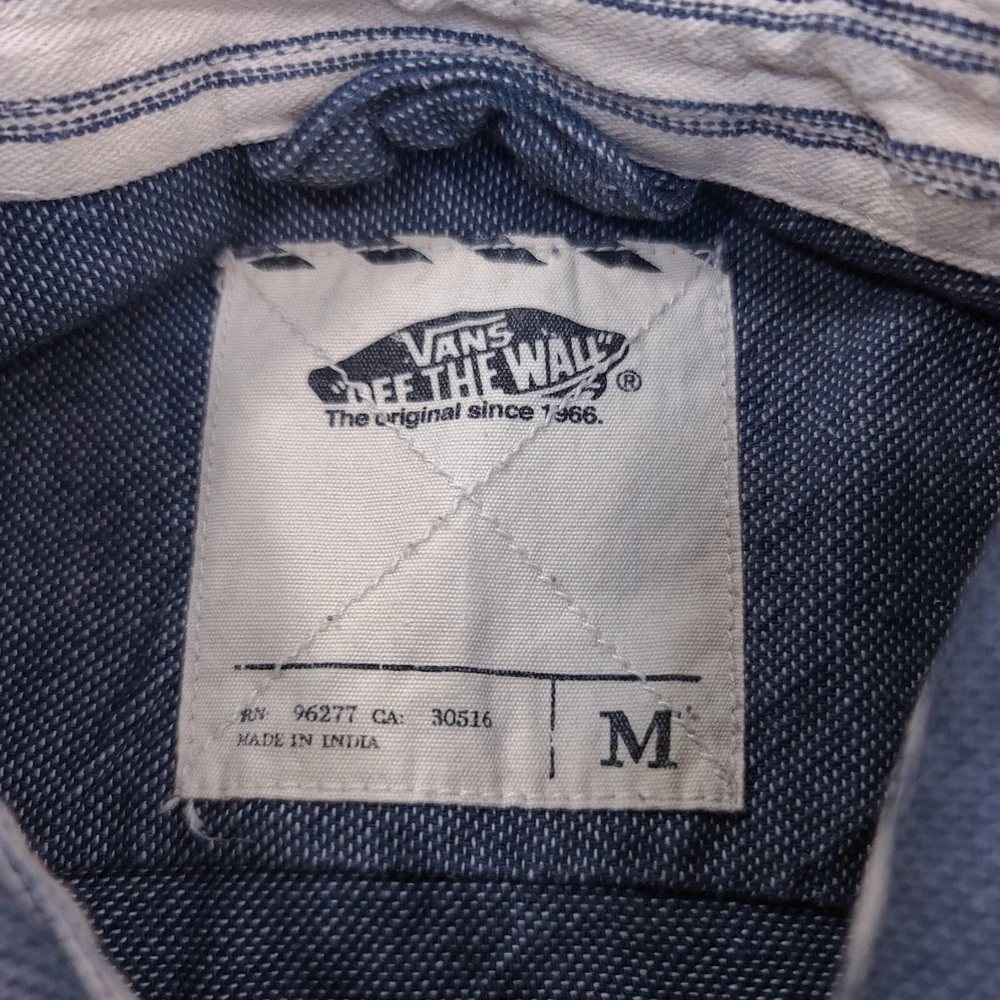 VANS
"OFF THE WALL"
®
The original since 1966.
RN: 96277 CA: 30516
MADE IN INDIA
M